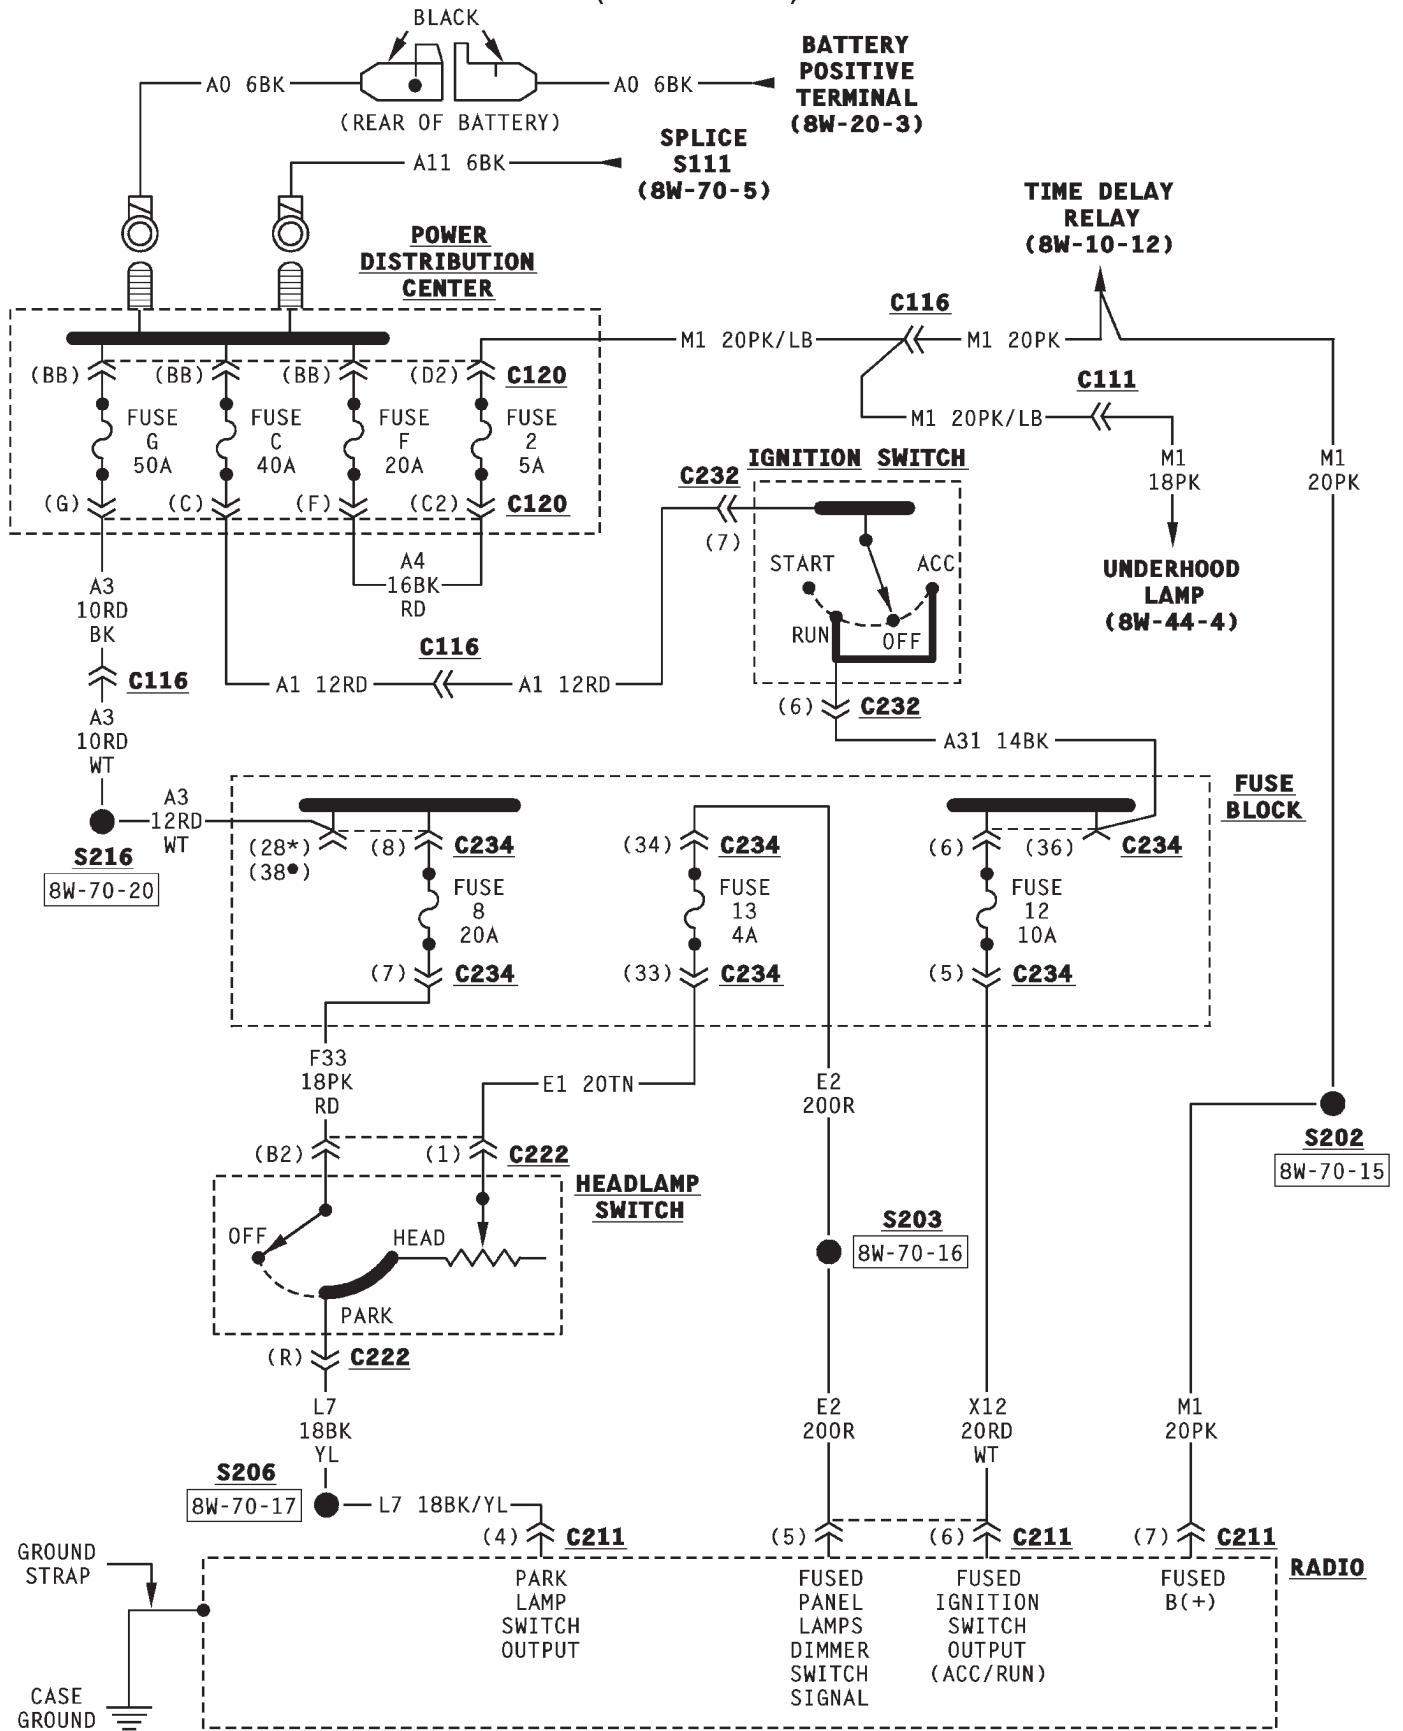 BLACK
A0 6BK
A0 6BK
BATTERY
POSITIVE
TERMINAL
(8W-20-3)
(REAR OF BATTERY)
A11 6BK
SPLICE
S111
(8W-70-5)
TIME DELAY
RELAY
(8W-10-12)
POWER
DISTRIBUTION
CENTER
C116
M1 20PK/LB
M1 20PK
(BB)
(BB)
(BB)
(D2)
C120
C111
FUSE
G
50A
FUSE
C
40A
FUSE
F
20A
FUSE
2
5A
M1 20PK/LB
IGNITION SWITCH
M1
18PK
M1
20PK
(G)
(C)
(F)
(C2)
C120
C232
(7)
A4
16BK
RD
START
ACC
RUN
OFF
UNDERHOOD
LAMP
(8W-44-4)
A3
10RD
BK
C116
C116
A1 12RD
A1 12RD
(6)
C232
A3
10RD
WT
A31 14BK
FUSE
BLOCK
A3
12RD
WT
S216
8W-70-20
(28*)
(38●)
(8)
C234
(34)
C234
(6)
(36)
C234
FUSE
8
20A
FUSE
13
4A
FUSE
12
10A
(7)
C234
(33)
C234
(5)
C234
F33
18PK
RD
E1 20TN
E2
20OR
S202
8W-70-15
(B2)
(1)
C222
HEADLAMP
SWITCH
OFF
HEAD
PARK
S203
8W-70-16
(R)
C222
L7
18BK
YL
E2
20OR
X12
20RD
WT
M1
20PK
S206
8W-70-17
L7 18BK/YL
(4)
C211
(5)
(6)
C211
(7)
C211
GROUND
STRAP
RADIO
PARK
LAMP
SWITCH
OUTPUT
FUSED
PANEL
LAMPS
DIMMER
SWITCH
SIGNAL
FUSED
IGNITION
SWITCH
OUTPUT
(ACC/RUN)
FUSED
B(+)
CASE
GROUND